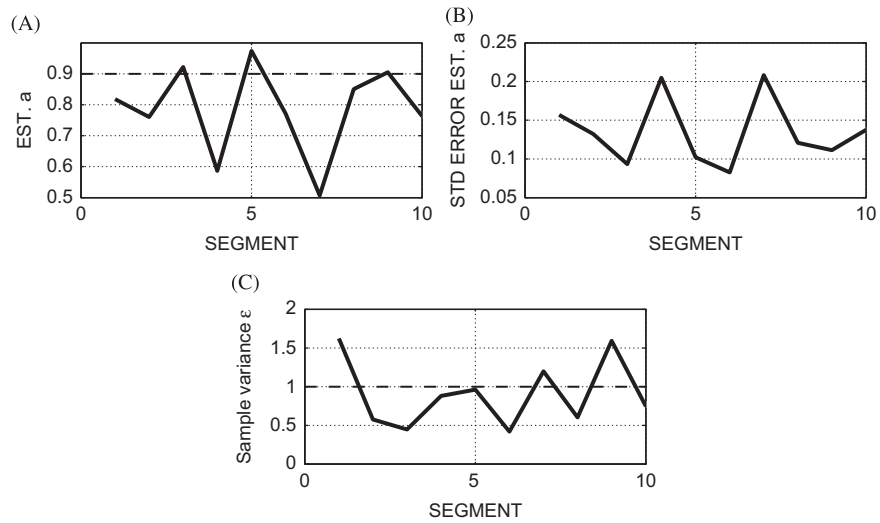 (A)
EST. a
0.9
0.8
0.7
0.6
0.5
0
5
10
SEGMENT
(B)
STD ERROR EST. a
0.25
0.2
0.15
0.1
0.05
0
5
10
SEGMENT
(C)
Sample variance ε
2
1.5
1
0.5
0
0
5
10
SEGMENT